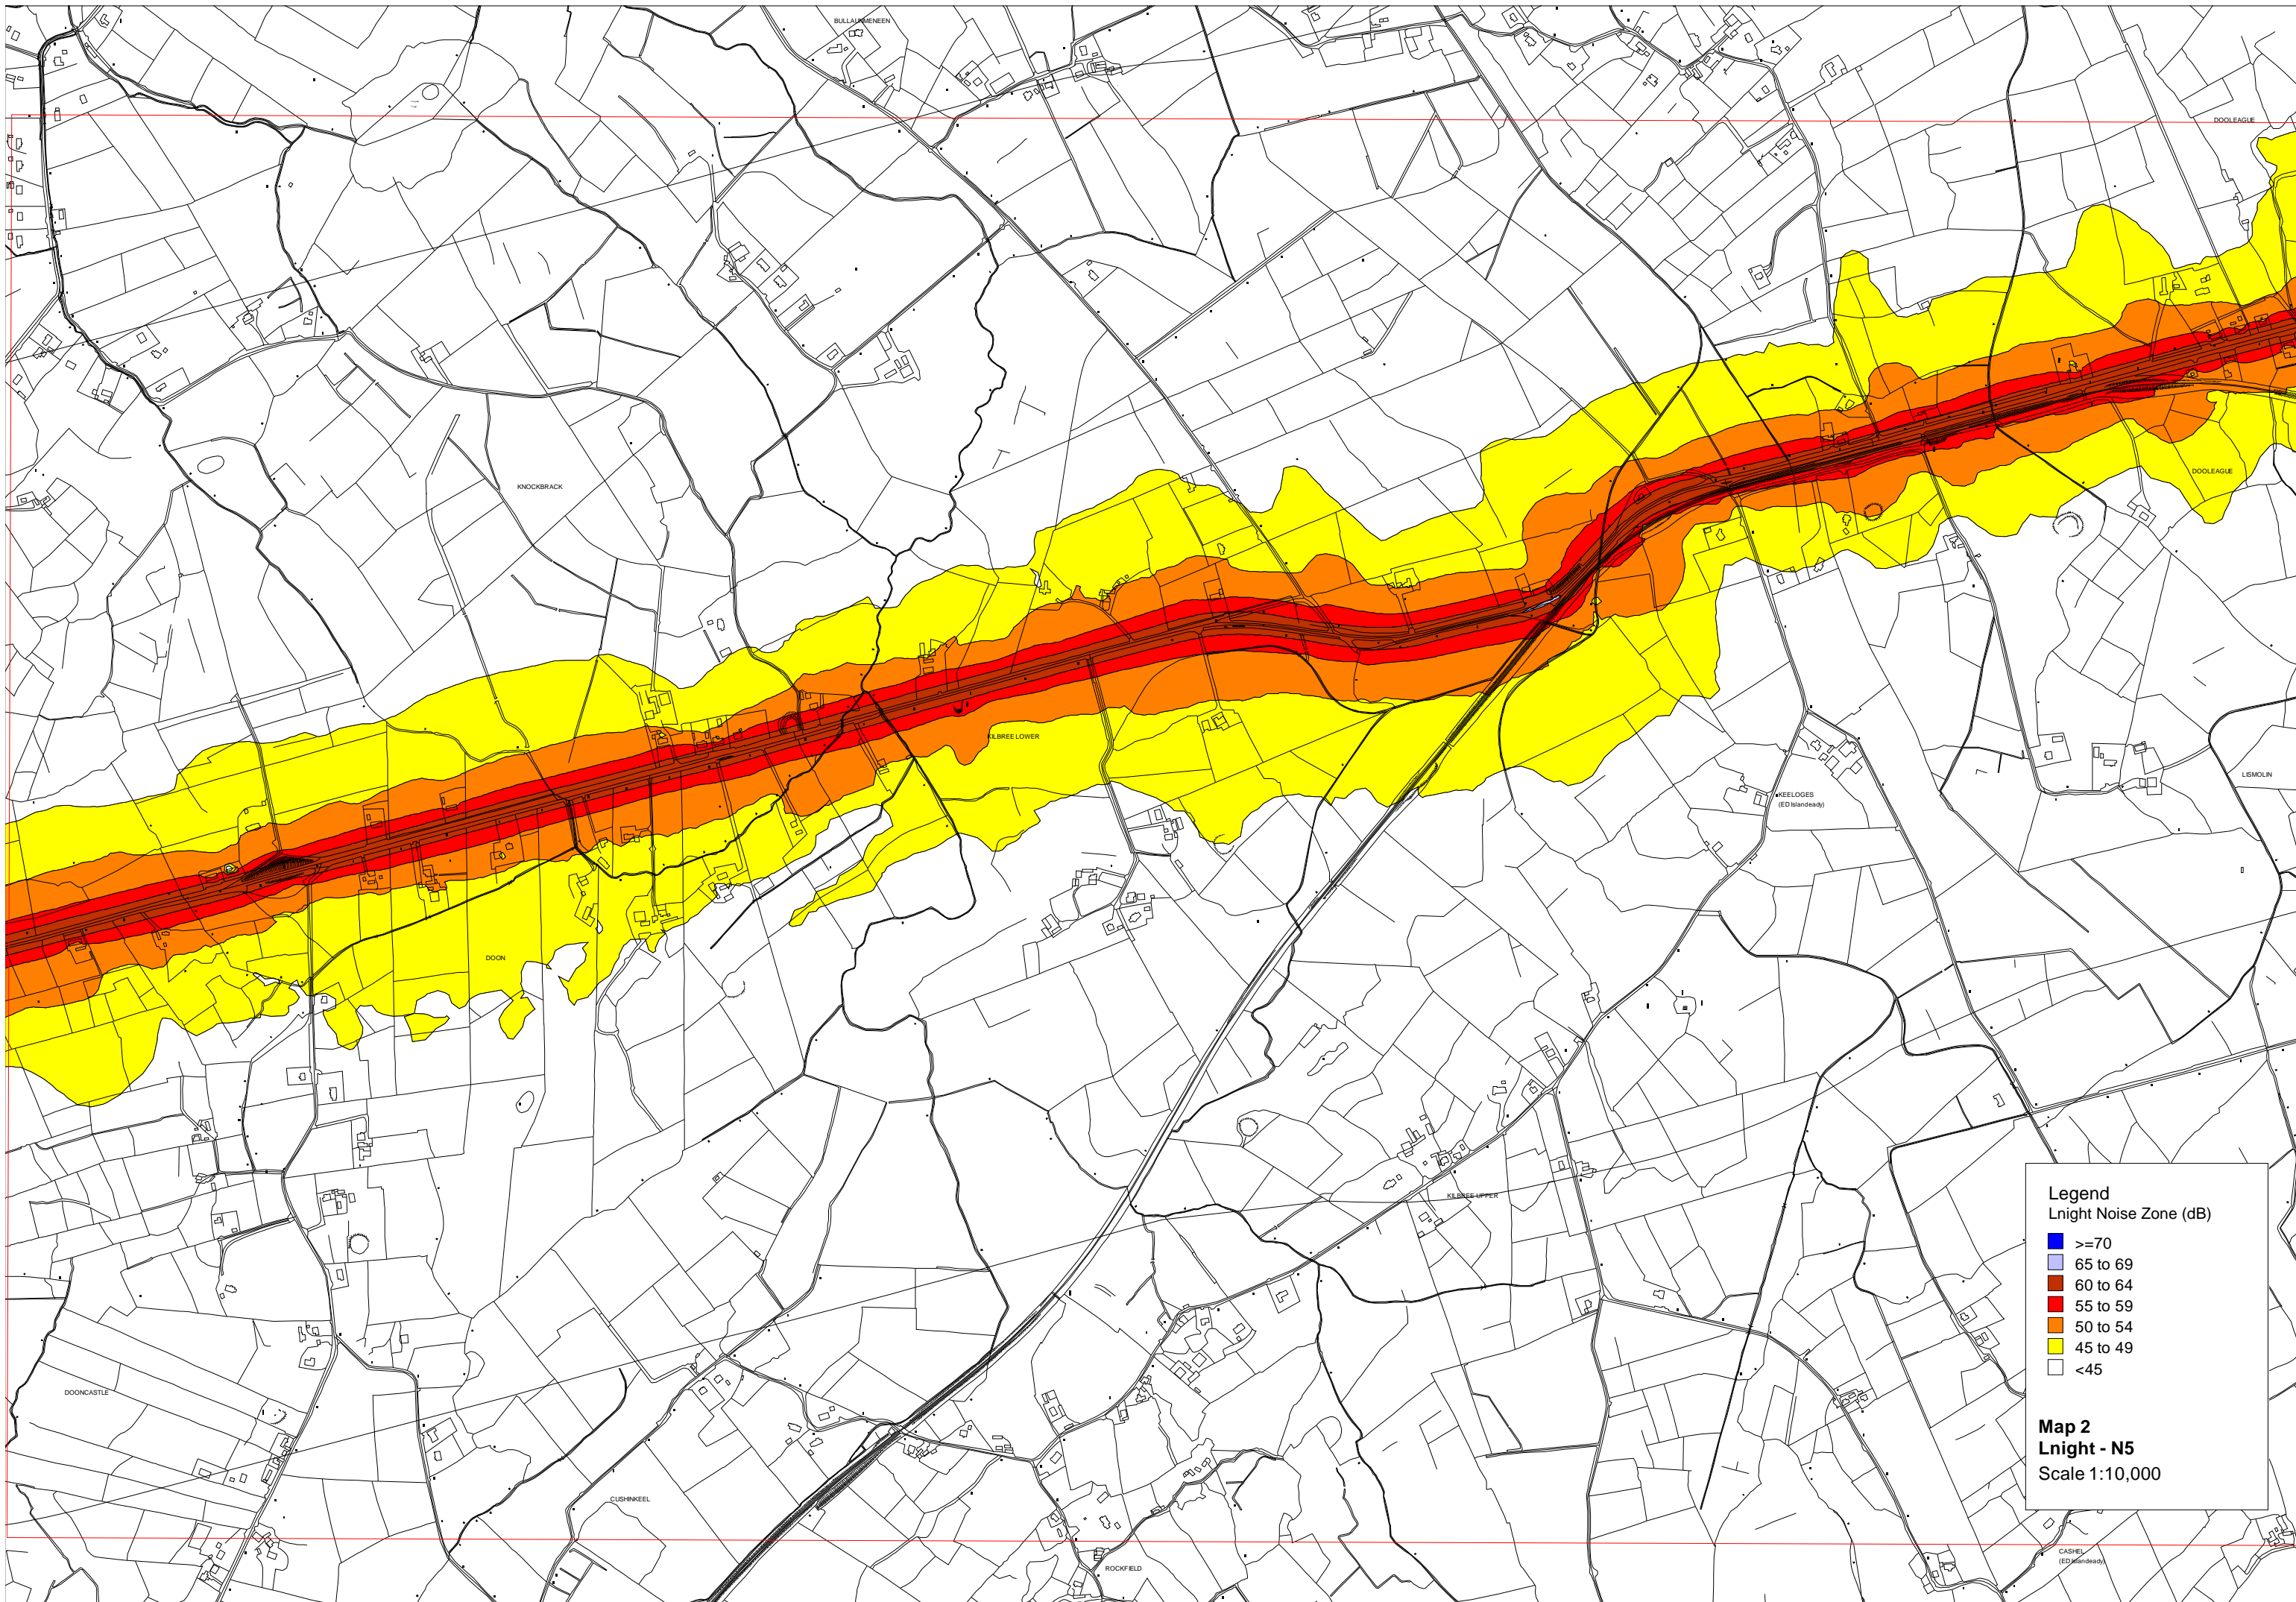 BULLAUNMENEEN
DOOLEAGUE
KNOCKBRACK
DOOLEAGUE
KILBREE LOWER
LISMOLIN
KEELOGES
(ED Islandeady)
DOON
KILBREE UPPER
Legend
Lnight Noise Zone (dB)
>=70
65 to 69
60 to 64
55 to 59
50 to 54
45 to 49
<45
Map 2
Lnight - N5
Scale 1:10,000
DOONCASTLE
CUSHINKEEL
CASHEL
(ED Islandeady)
ROCKFIELD